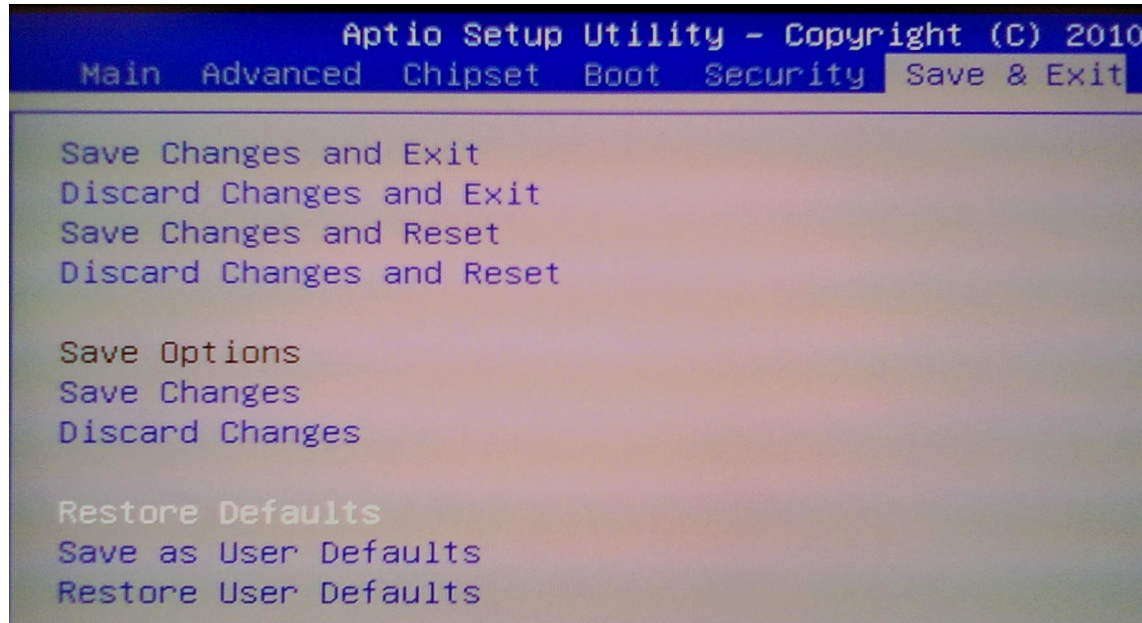 Aptio Setup Utility – Copyright (C) 2010
Main Advanced Chipset Boot Security Save & Exit
Save Changes and Exit
Discard Changes and Exit
Save Changes and Reset
Discard Changes and Reset
Save Options
Save Changes
Discard Changes
Restore Defaults
Save as User Defaults
Restore User Defaults